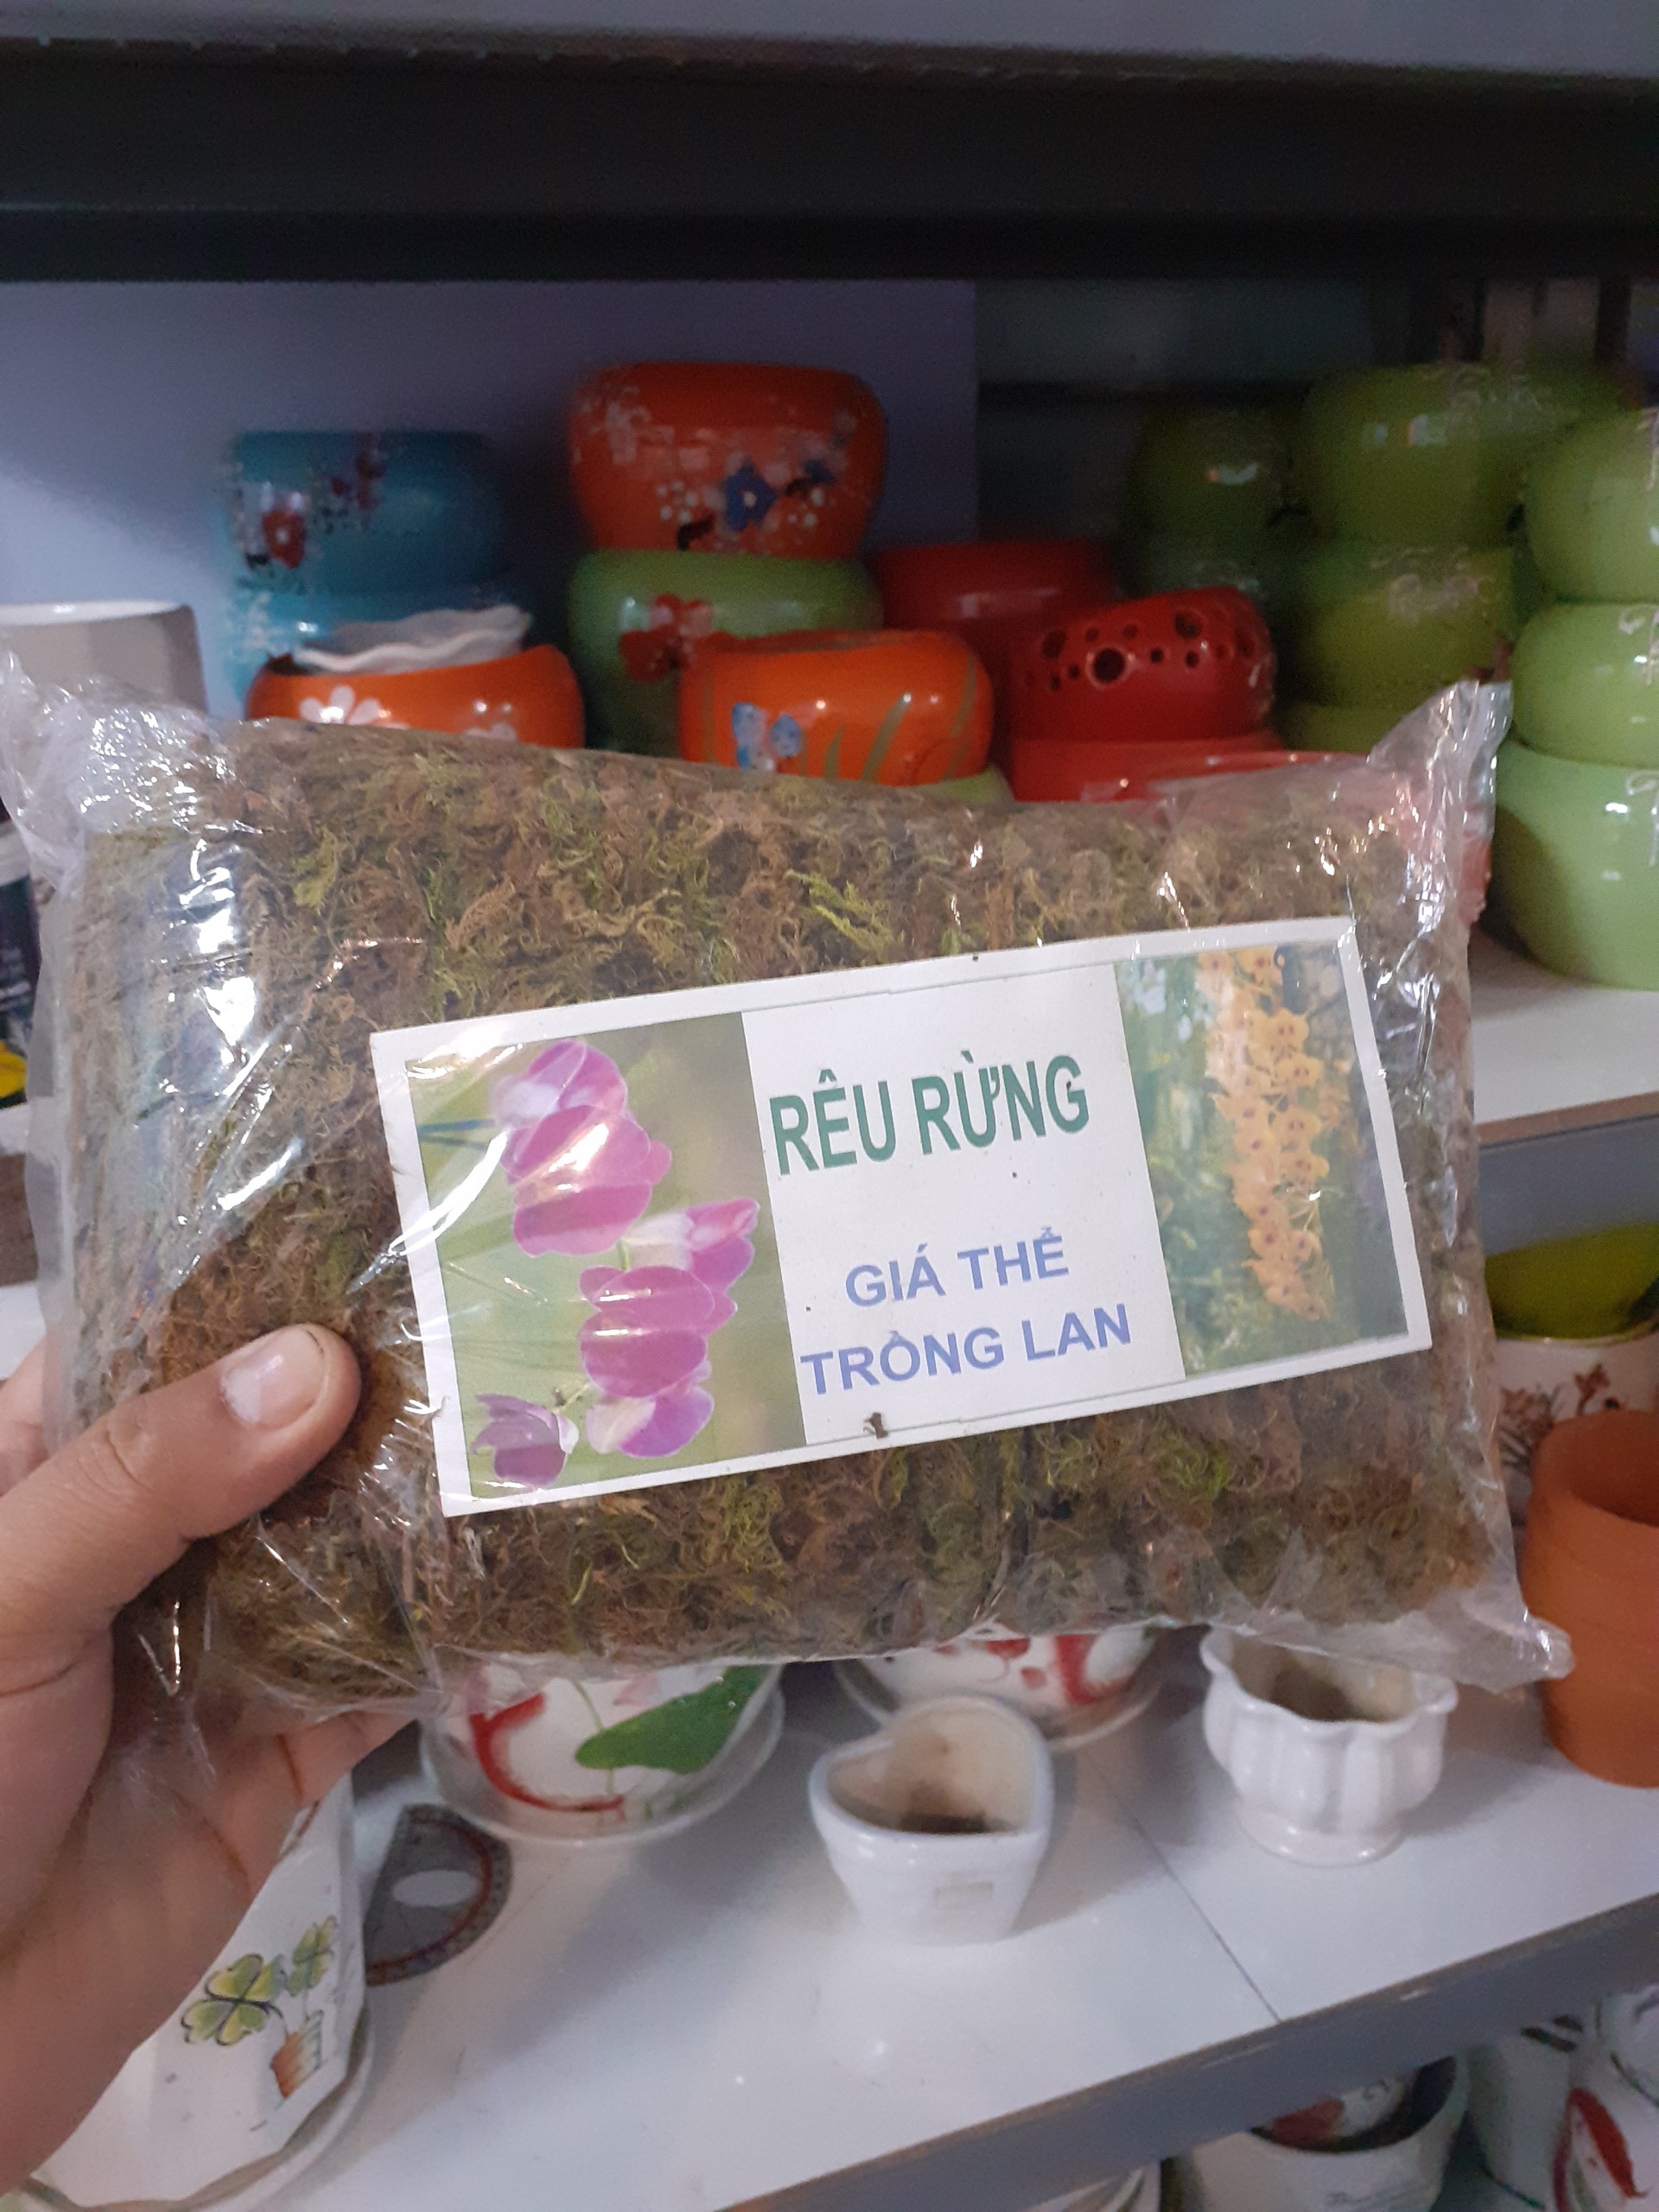 RÊU RỪNG
GIÁ THỂ
TRỒNG LAN